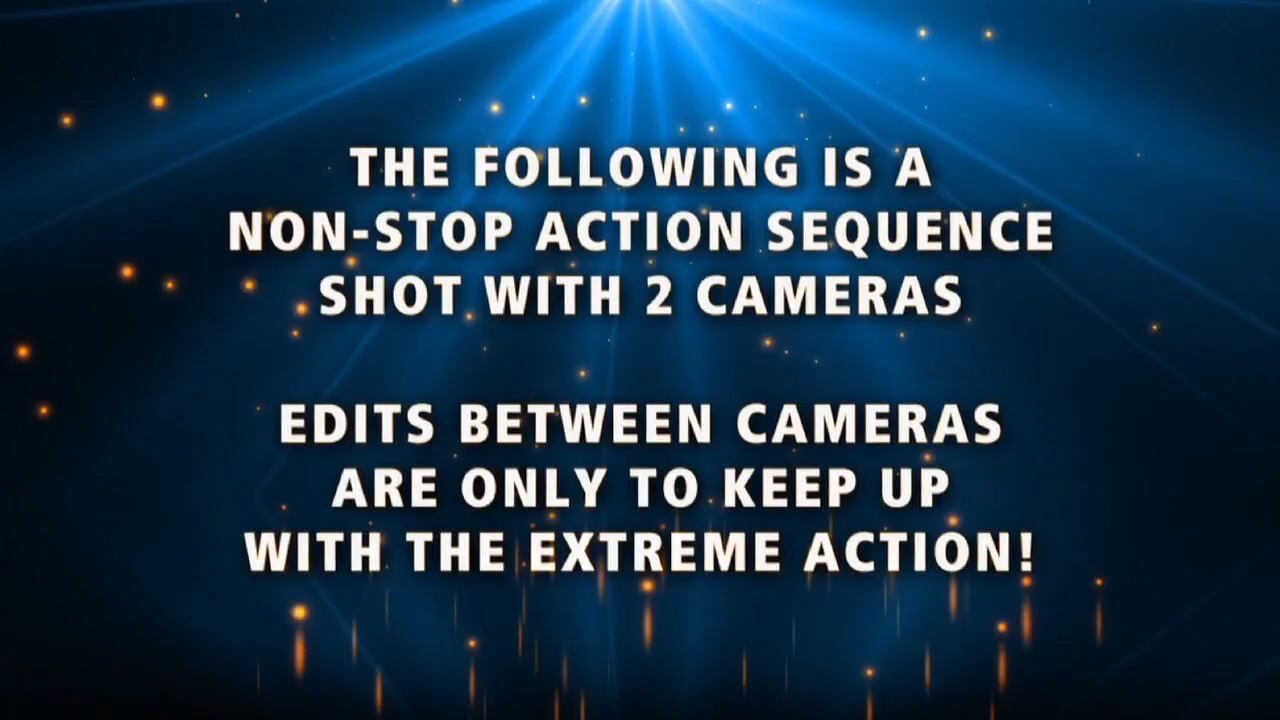 THE FOLLOWING IS A
NON-STOP ACTION SEQUENCE
SHOT WITH 2 CAMERAS
EDITS BETWEEN CAMERAS
ARE ONLY TO KEEP UP
WITH THE EXTREME ACTION!